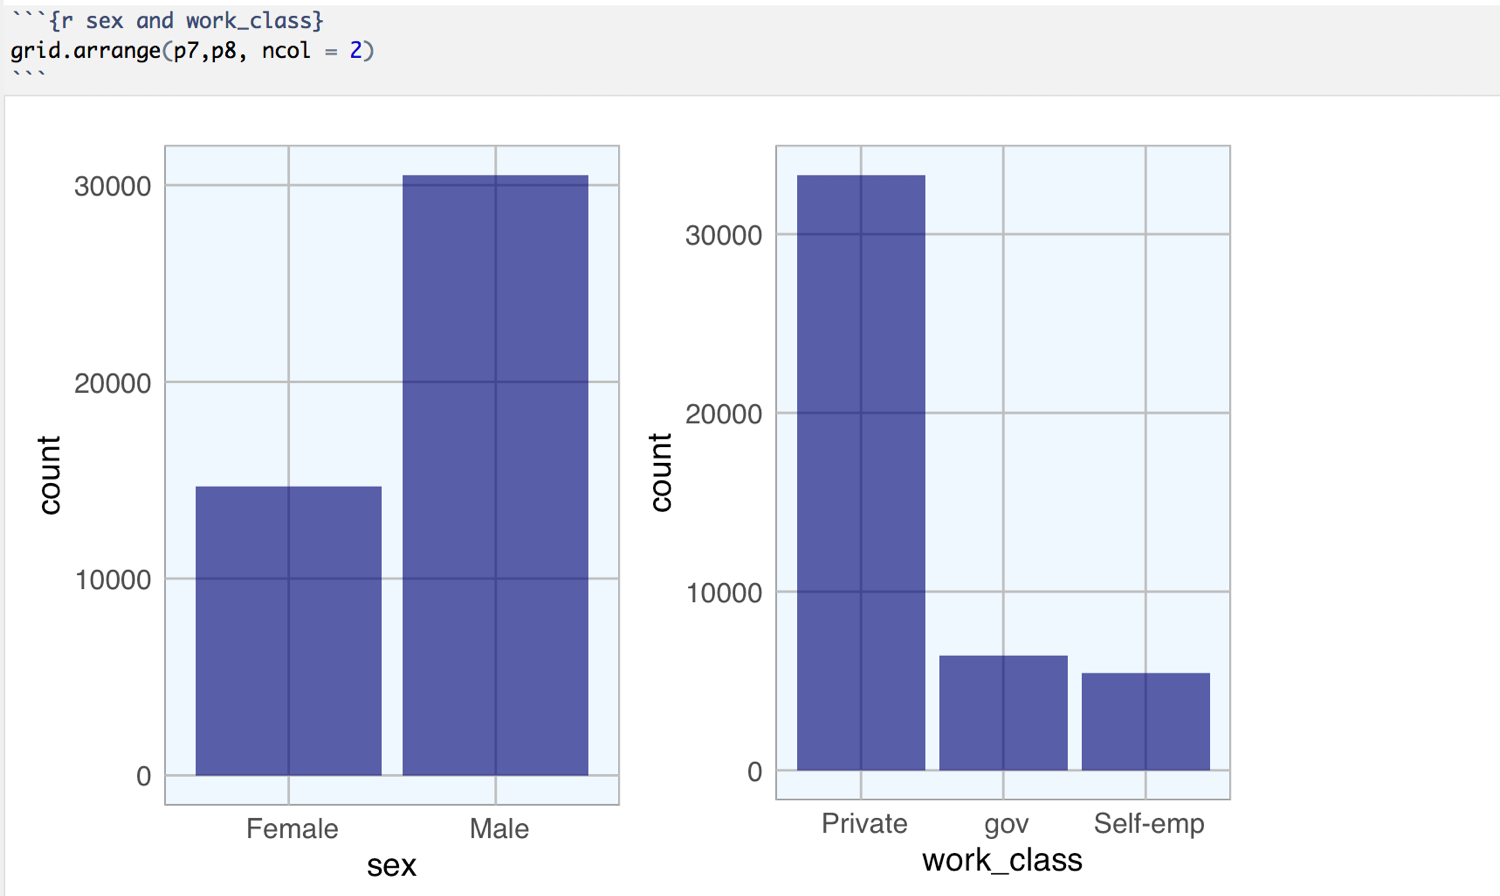 ```{r sex and work_class}
grid.arrange(p7,p8, ncol = 2)
```
30000
20000
10000
0
count
Female Male
sex
30000
20000
10000
0
count
Private gov Self-emp
work_class